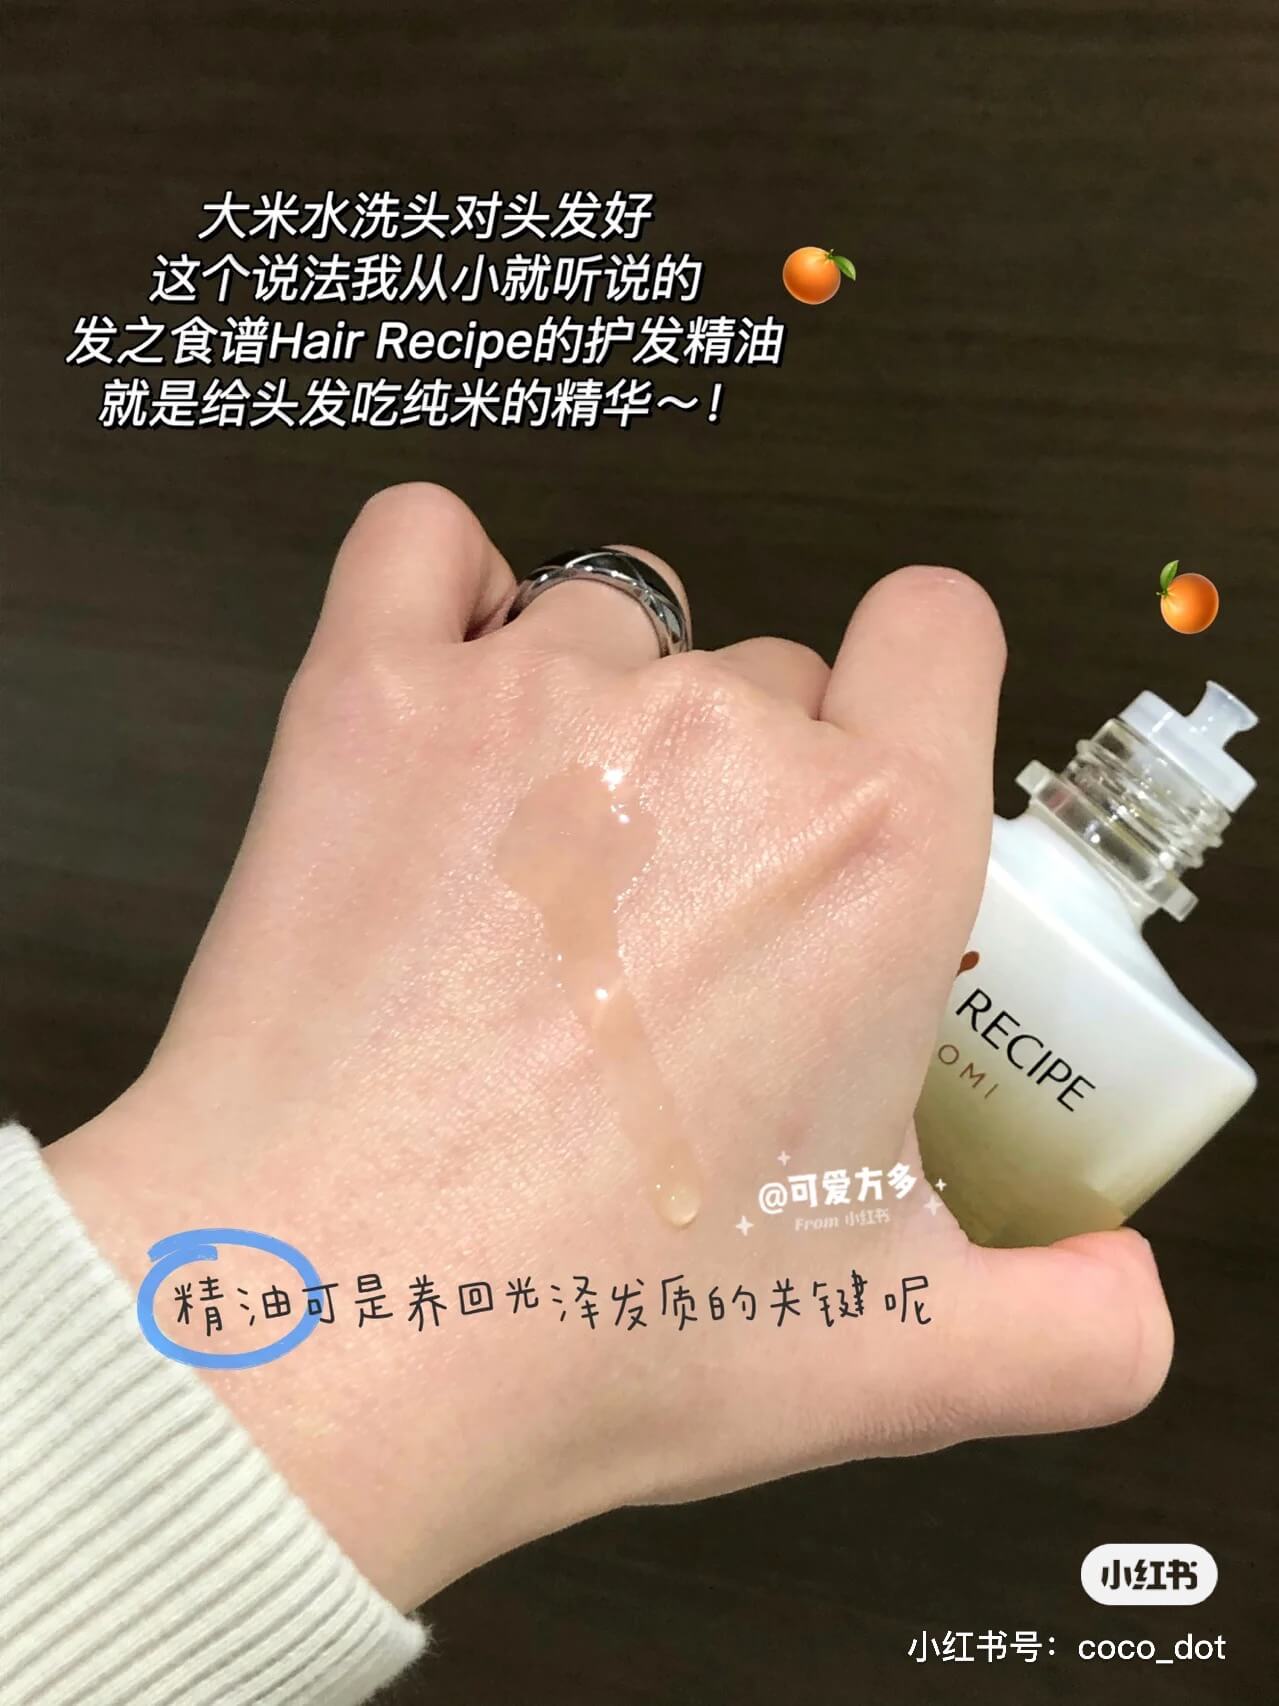 大米水洗头对头发好
这个说法我从小就听说的
发之食谱Hair Recipe的护发精油
就是给头发吃纯米的精华～！
RECIPE
OMI
@可爱方多
From 小红书
精油可是养回光泽发质的关键呢
小红书
小红书号：coco_dot